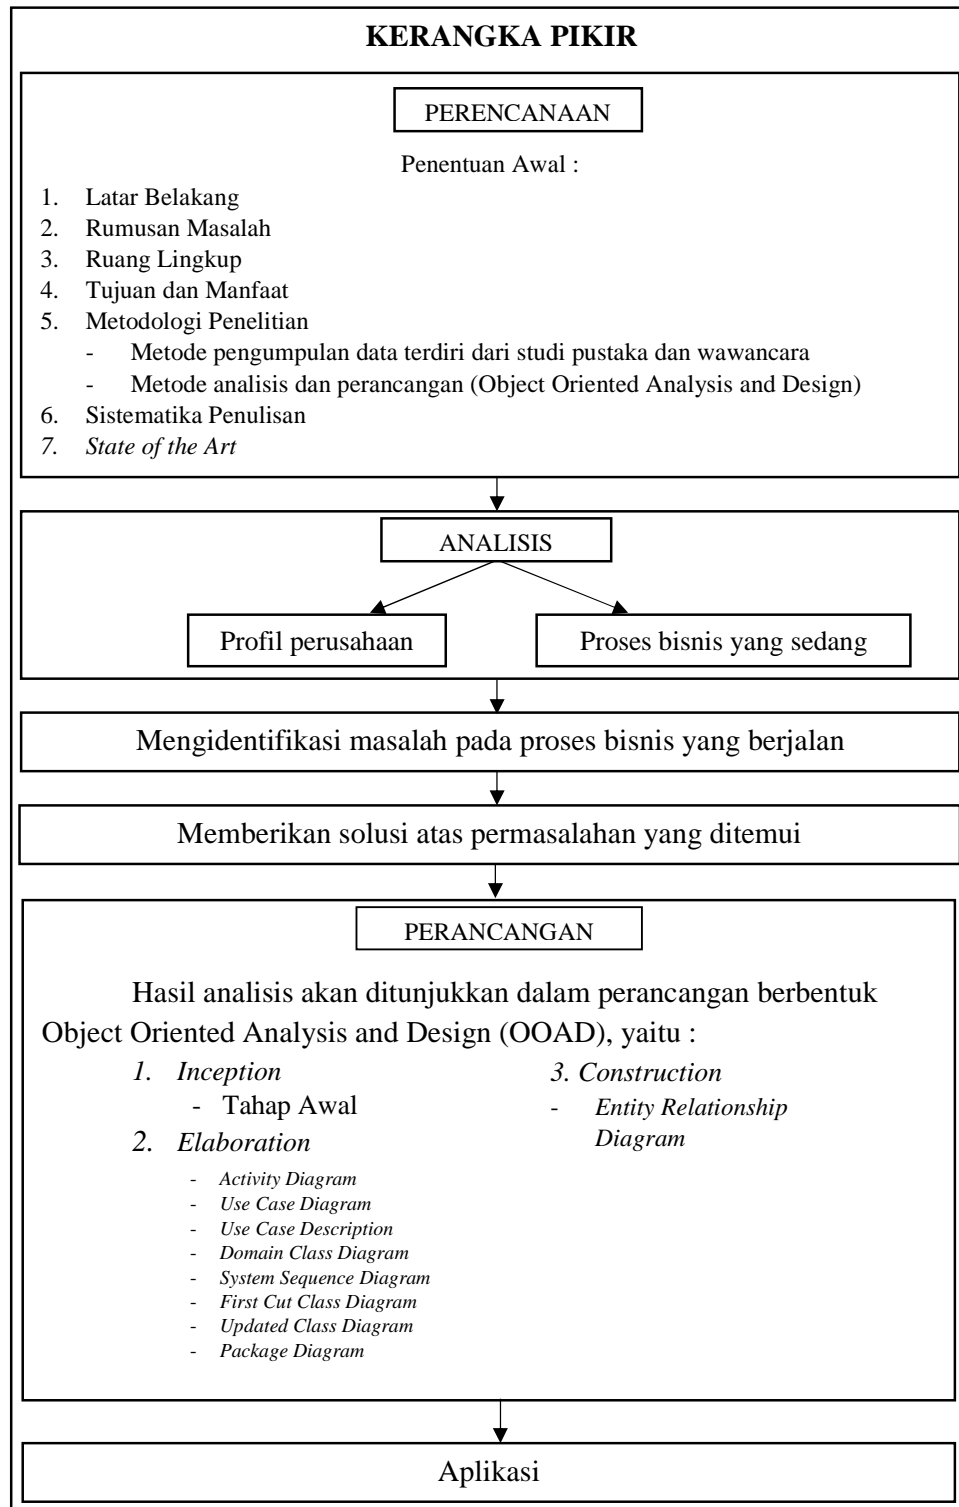 KERANGKA PIKIR
PERENCANAAN
Penentuan Awal :
1. Latar Belakang
2. Rumusan Masalah
3. Ruang Lingkup
4. Tujuan dan Manfaat
5. Metodologi Penelitian
- Metode pengumpulan data terdiri dari studi pustaka dan wawancara
- Metode analisis dan perancangan (Object Oriented Analysis and Design)
6. Sistematika Penulisan
7. State of the Art
ANALISIS
Profil perusahaan
Proses bisnis yang sedang
Mengidentifikasi masalah pada proses bisnis yang berjalan
Memberikan solusi atas permasalahan yang ditemui
PERANCANGAN
Hasil analisis akan ditunjukkan dalam perancangan berbentuk
Object Oriented Analysis and Design (OOAD), yaitu :
1. Inception
- Tahap Awal
2. Elaboration
- Activity Diagram
- Use Case Diagram
- Use Case Description
- Domain Class Diagram
- System Sequence Diagram
- First Cut Class Diagram
- Updated Class Diagram
- Package Diagram
3. Construction
- Entity Relationship
Diagram
Aplikasi